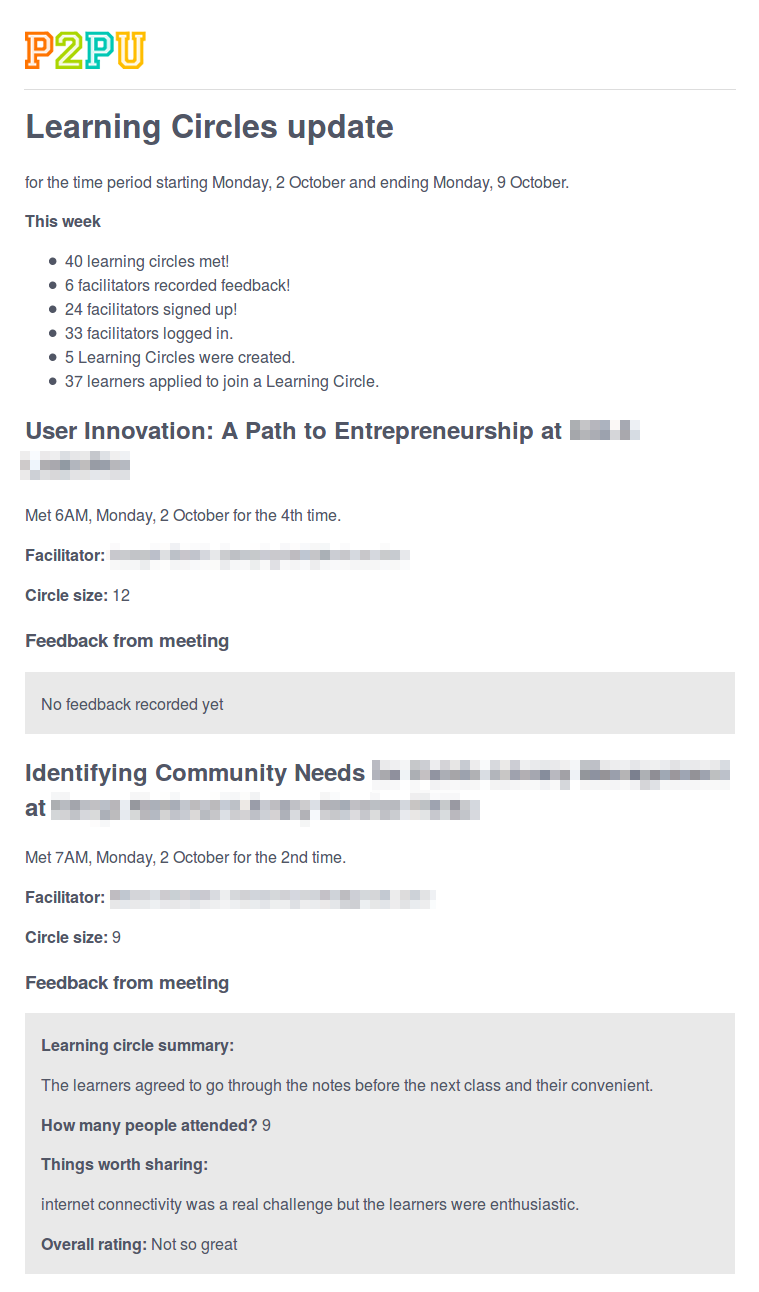 P2PU
Learning Circles update
for the time period starting Monday, 2 October and ending Monday, 9 October.
This week
40 learning circles met!
6 facilitators recorded feedback!
24 facilitators signed up!
33 facilitators logged in.
5 Learning Circles were created.
37 learners applied to join a Learning Circle.
User Innovation: A Path to Entrepreneurship at
Met 6AM, Monday, 2 October for the 4th time.
Facilitator:
Circle size: 12
Feedback from meeting
No feedback recorded yet
Identifying Community Needs
at
Met 7AM, Monday, 2 October for the 2nd time.
Facilitator:
Circle size: 9
Feedback from meeting
Learning circle summary:
The learners agreed to go through the notes before the next class and their convenient.
How many people attended? 9
Things worth sharing:
internet connectivity was a real challenge but the learners were enthusiastic.
Overall rating: Not so great